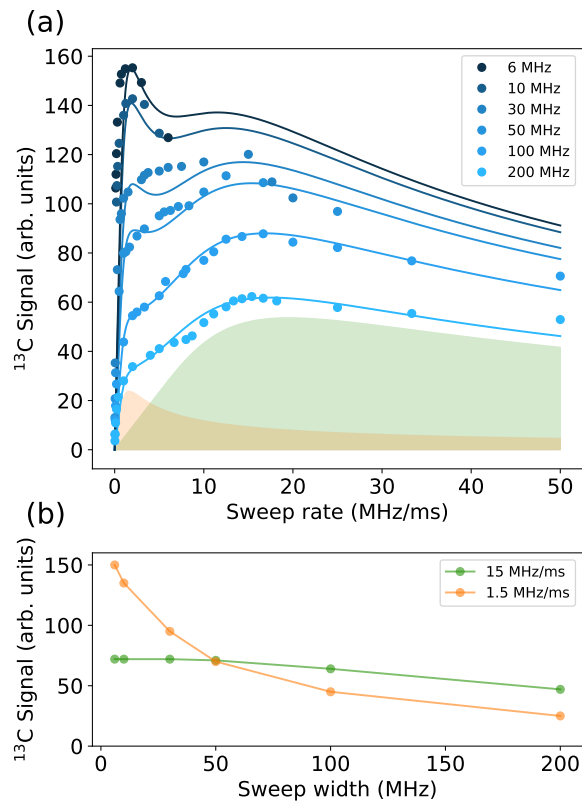 (a)
160
140
120
100
80
60
40
20
0
¹³C Signal (arb. units)
6 MHz
10 MHz
30 MHz
50 MHz
100 MHz
200 MHz
0
10
20
30
40
50
Sweep rate (MHz/ms)
(b)
150
100
50
0
¹³C Signal (arb. units)
15 MHz/ms
1.5 MHz/ms
0
50
100
150
200
Sweep width (MHz)